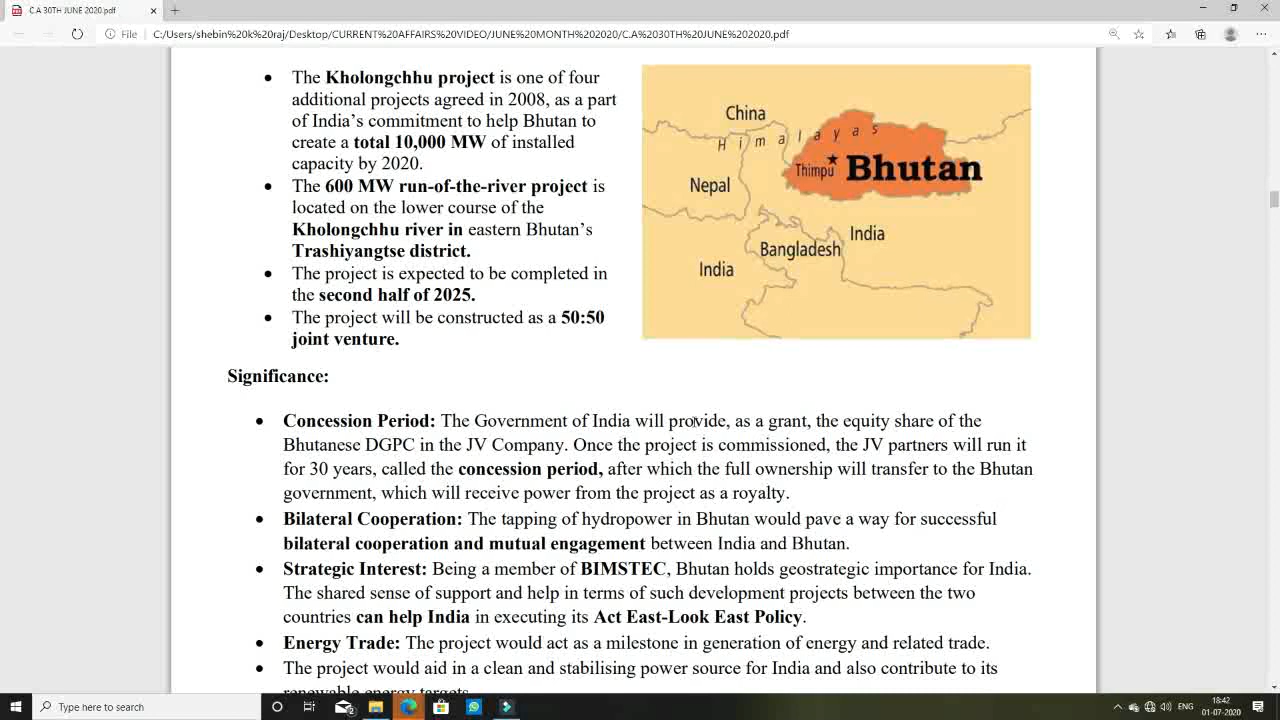 C.A 30TH JUNE 2020.pdf
File
C:/Users/shebin%20k%20raj/Desktop/CURRENT%20AFFAIRS%20VIDEO/JUNE%20MONTH%202020/C.A%2030TH%20JUNE%202020.pdf
• The Kholongchhu project is one of four
additional projects agreed in 2008, as a part
of India's commitment to help Bhutan to
create a total 10,000 MW of installed
capacity by 2020.
• The 600 MW run-of-the-river project is
located on the lower course of the
Kholongchhu river in eastern Bhutan's
Trashiyangtse district.
• The project is expected to be completed in
the second half of 2025.
• The project will be constructed as a 50:50
joint venture.
China
Himalayas
Thimpu
Bhutan
Nepal
India
Bangladesh
India
Significance:
• Concession Period: The Government of India will provide, as a grant, the equity share of the
Bhutanese DGPC in the JV Company. Once the project is commissioned, the JV partners will run it
for 30 years, called the concession period, after which the full ownership will transfer to the Bhutan
government, which will receive power from the project as a royalty.
• Bilateral Cooperation: The tapping of hydropower in Bhutan would pave a way for successful
bilateral cooperation and mutual engagement between India and Bhutan.
• Strategic Interest: Being a member of BIMSTEC, Bhutan holds geostrategic importance for India.
The shared sense of support and help in terms of such development projects between the two
countries can help India in executing its Act East-Look East Policy.
• Energy Trade: The project would act as a milestone in generation of energy and related trade.
• The project would aid in a clean and stabilising power source for India and also contribute to its
renewable energy targets.
Type here to search
2
ENG
18:42
01-07-2020